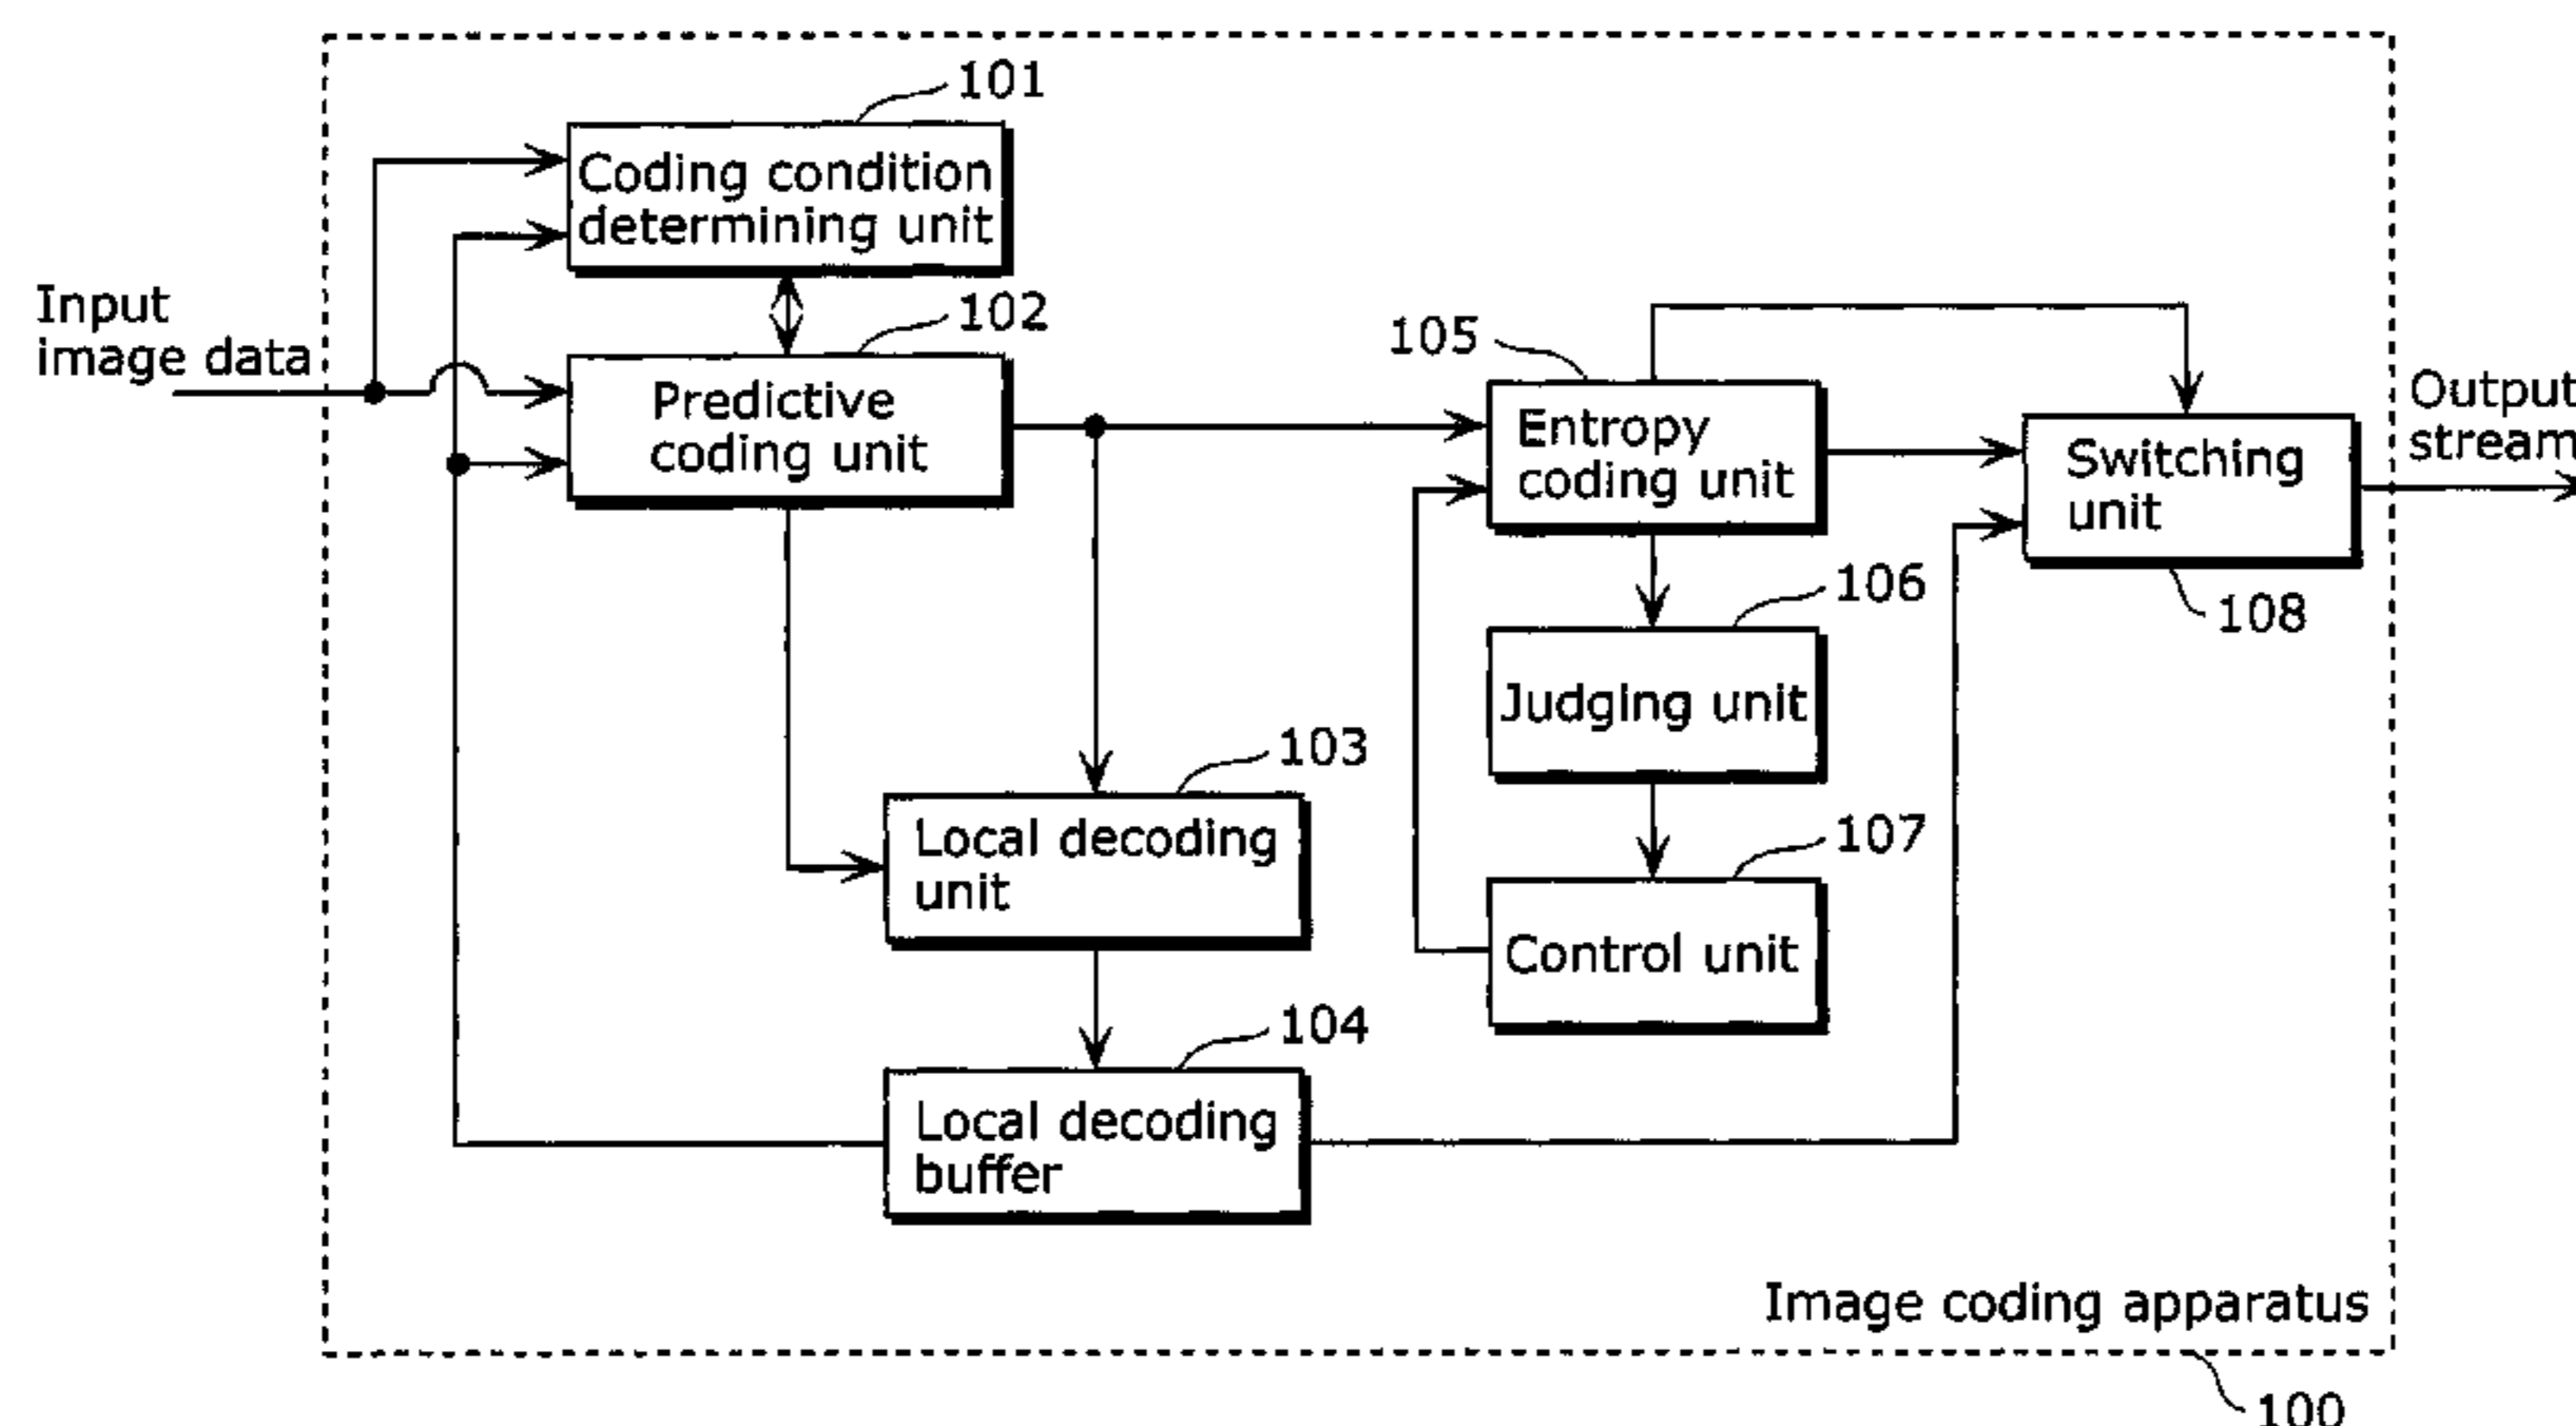 101
Coding condition
determining unit
Input
image data
102
Predictive
coding unit
105
Entropy
coding unit
Output
stream
Switching
unit
108
106
Judging unit
103
Local decoding
unit
107
Control unit
104
Local decoding
buffer
Image coding apparatus
100